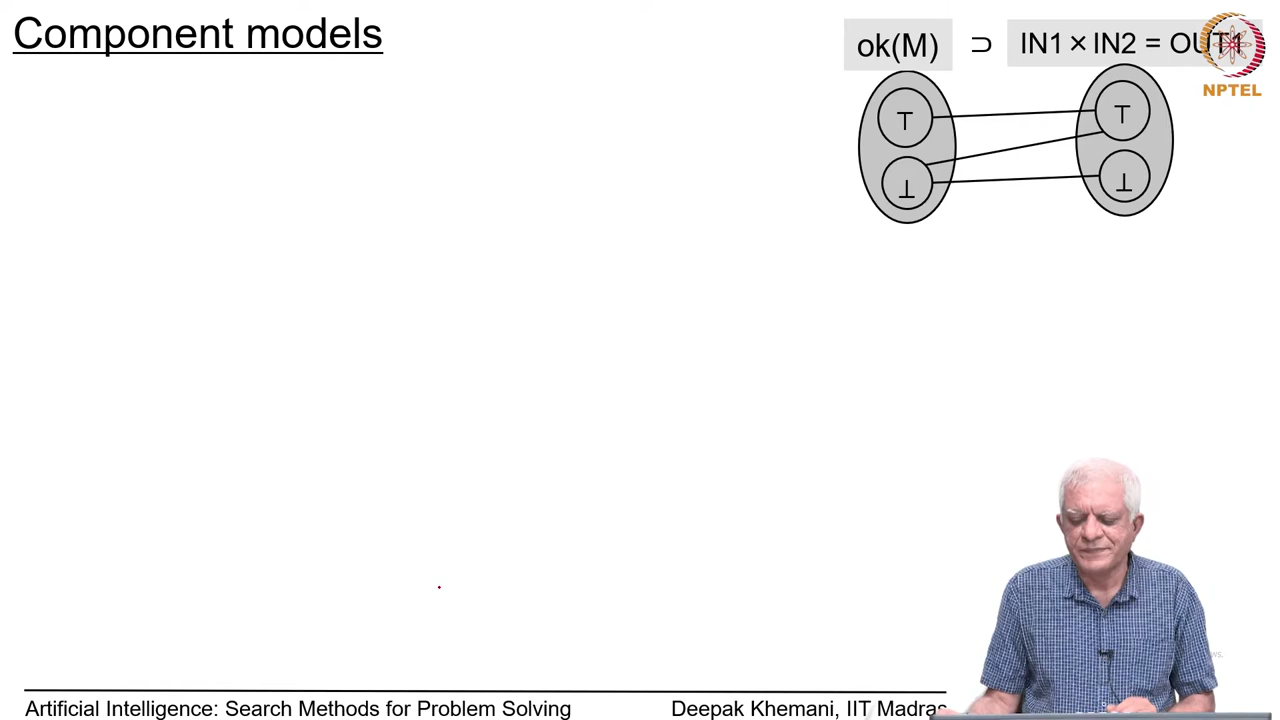 Component models
ok(M) ⊃ IN1 × IN2 = OUT1
NPTEL
⊤ ⊤
⊥ ⊥
Artificial Intelligence: Search Methods for Problem Solving Deepak Khemani, IIT Madras